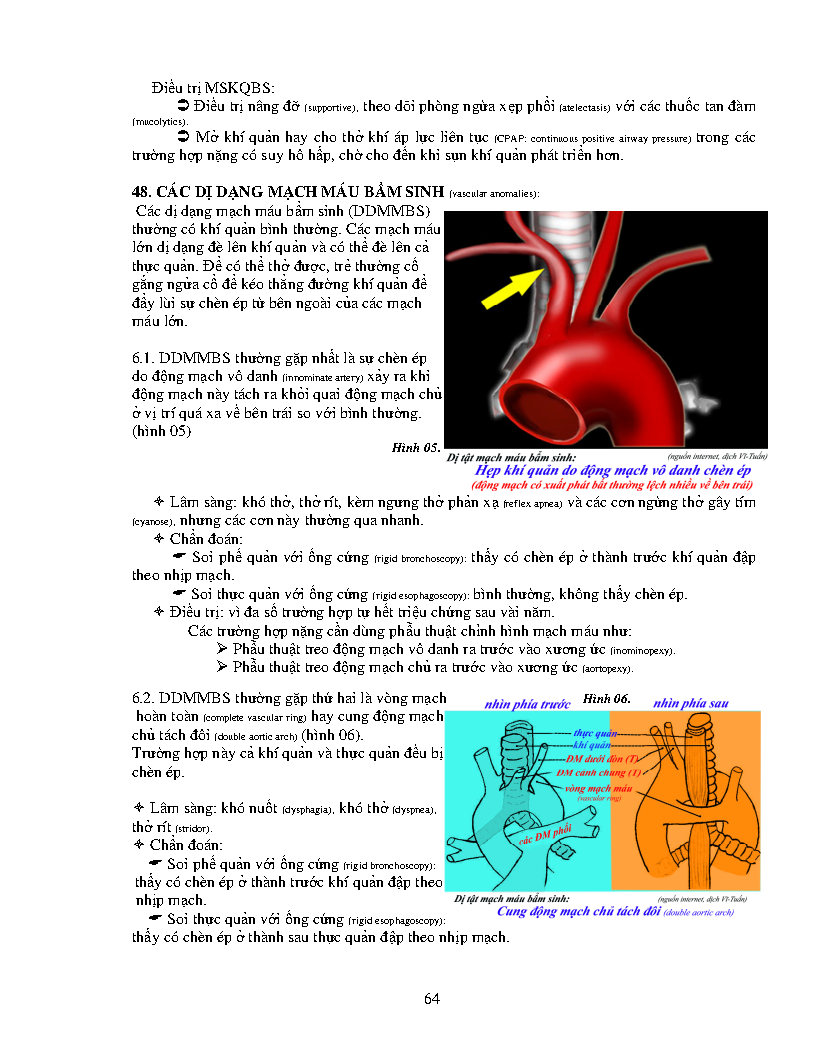 Điều trị MSKQBS:
➲ Điều trị nâng đỡ (supportive), theo dõi phòng ngừa xẹp phổi (atelectasis) với các thuốc tan đàm
(mucolytics).
➲ Mở khí quản hay cho thở khí áp lực liên tục (CPAP: continuous positive airway pressure) trong các
trường hợp nặng có suy hô hấp, chờ cho đến khi sụn khí quản phát triển hơn.
48. CÁC DỊ DẠNG MẠCH MÁU BẨM SINH (vascular anomalies):
Các dị dạng mạch máu bẩm sinh (DDMMBS)
thường có khí quản bình thường. Các mạch máu
lớn dị dạng đè lên khí quản và có thể đè lên cả
thực quản. Để có thể thở được, trẻ thường cố
gắng ngửa cổ để kéo thẳng đường khí quản để
đẩy lùi sự chèn ép từ bên ngoài của các mạch
máu lớn.
6.1. DDMMBS thường gặp nhất là sự chèn ép
do động mạch vô danh (innominate artery) xảy ra khi
động mạch này tách ra khỏi quai động mạch chủ
ở vị trí quá xa về bên trái so với bình thường.
(hình 05)
Hình 05.
Dị tật mạch máu bẩm sinh: (nguồn internet, dịch Vĩ-Tuấn)
Hẹp khí quản do động mạch vô danh chèn ép
(động mạch có xuất phát bất thường lệch nhiều về bên trái)
✧ Lâm sàng: khó thở, thở rít, kèm ngưng thở phản xạ (reflex apnea) và các cơn ngừng thở gây tím
(cyanose), nhưng các cơn này thường qua nhanh.
✧ Chẩn đoán:
☛ Soi phế quản với ống cứng (rigid bronchoscopy): thấy có chèn ép ở thành trước khí quản đập
theo nhịp mạch.
☛ Soi thực quản với ống cứng (rigid esophagoscopy): bình thường, không thấy chèn ép.
✧ Điều trị: vì đa số trường hợp tự hết triệu chứng sau vài năm.
Các trường hợp nặng cần dùng phẫu thuật chỉnh hình mạch máu như:
➢ Phẫu thuật treo động mạch vô danh ra trước vào xương ức (inominopexy).
➢ Phẫu thuật treo động mạch chủ ra trước vào xương ức (aortopexy).
6.2. DDMMBS thường gặp thứ hai là vòng mạch
hoàn toàn (complete vascular ring) hay cung động mạch
chủ tách đôi (double aortic arch) (hình 06).
Trường hợp này cả khí quản và thực quản đều bị
chèn ép.
nhìn phía trước Hình 06. nhìn phía sau
thực quản
khí quản
ĐM dưới đòn (T)
ĐM cảnh chung (T)
vòng mạch máu
(vascular ring)
các ĐM phổi
Dị tật mạch máu bẩm sinh: (nguồn internet, dịch Vĩ-Tuấn)
Cung động mạch chủ tách đôi (double aortic arch)
✧ Lâm sàng: khó nuốt (dysphagia), khó thở (dyspnea),
thở rít (stridor).
✧ Chẩn đoán:
☛ Soi phế quản với ống cứng (rigid bronchoscopy):
thấy có chèn ép ở thành trước khí quản đập theo
nhịp mạch.
☛ Soi thực quản với ống cứng (rigid esophagoscopy):
thấy có chèn ép ở thành sau thực quản đập theo nhịp mạch.
64